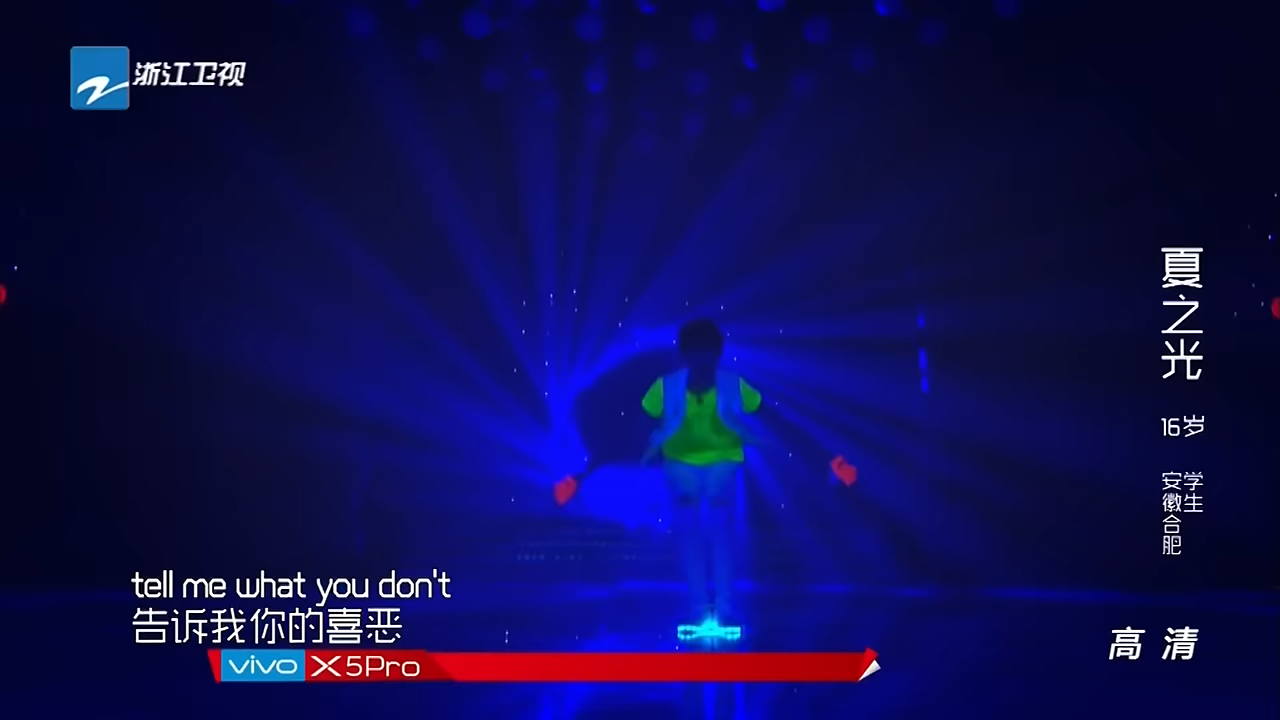 浙江卫视
夏之光
16岁
学生
安徽合肥
tell me what you don't
告诉我你的喜恶
vivo X5Pro
高清